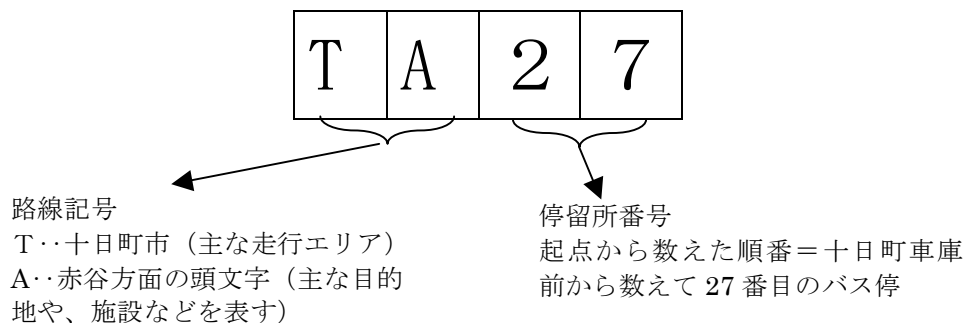 TA27
路線記号
Ｔ‥十日町市（主な走行エリア）
A‥赤谷方面の頭文字（主な目的
地や、施設などを表す）
停留所番号
起点から数えた順番＝十日町車庫
前から数えて 27 番目のバス停